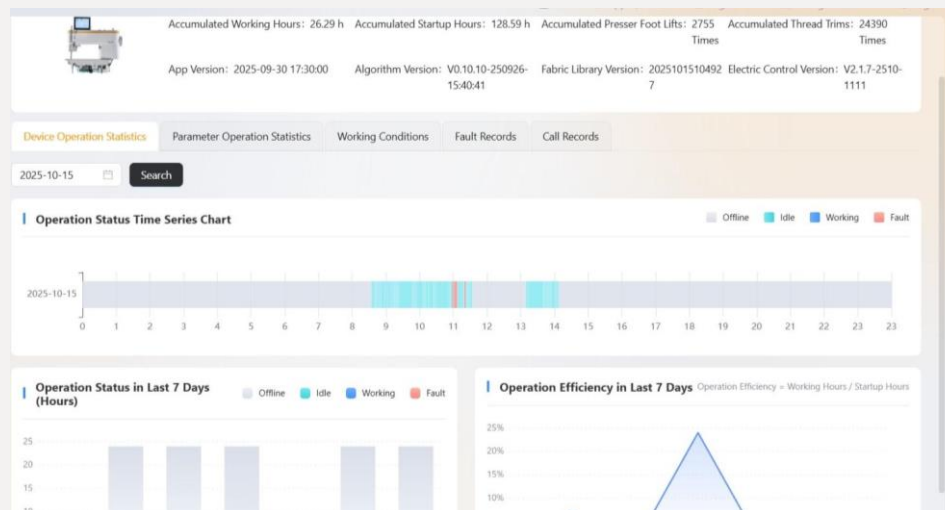 Accumulated Working Hours: 26.29 h Accumulated Startup Hours: 128.59 h Accumulated Presser Foot Lifts: 2755 Times Accumulated Thread Trims: 24390 Times
App Version: 2025-09-30 17:30:00 Algorithm Version: V0.10.10-250926-15:40:41 Fabric Library Version: 20251015104927 Electric Control Version: V2.1.7-2510-1111
Device Operation Statistics Parameter Operation Statistics Working Conditions Fault Records Call Records
2025-10-15 Search
Operation Status Time Series Chart Offline Idle Working Fault
2025-10-15
0 1 2 3 4 5 6 7 8 9 10 11 12 13 14 15 16 17 18 19 20 21 22 23 23
Operation Status in Last 7 Days (Hours) Offline Idle Working Fault
25
20
15
Operation Efficiency in Last 7 Days Operation Efficiency = Working Hours / Startup Hours
25%
20%
15%
10%